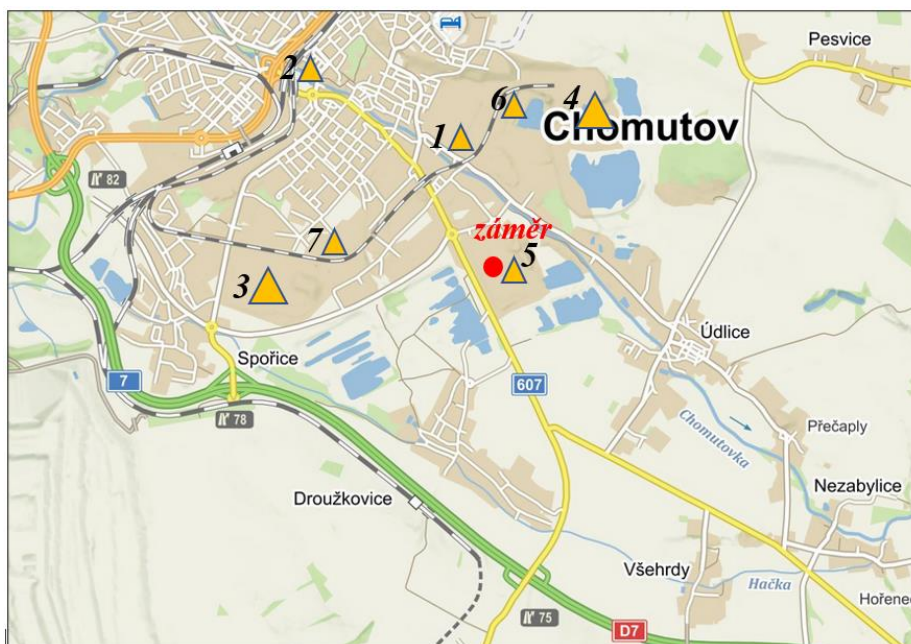 Pesvice
2
6
4
1
Chomutov
82
záměr
7
5
3
Údlice
Spořice
7
607
78
Chomutovka
Přečaply
Nezabylice
Droužkovice
Všehrdy
Hačka
Hořenec
75
D7